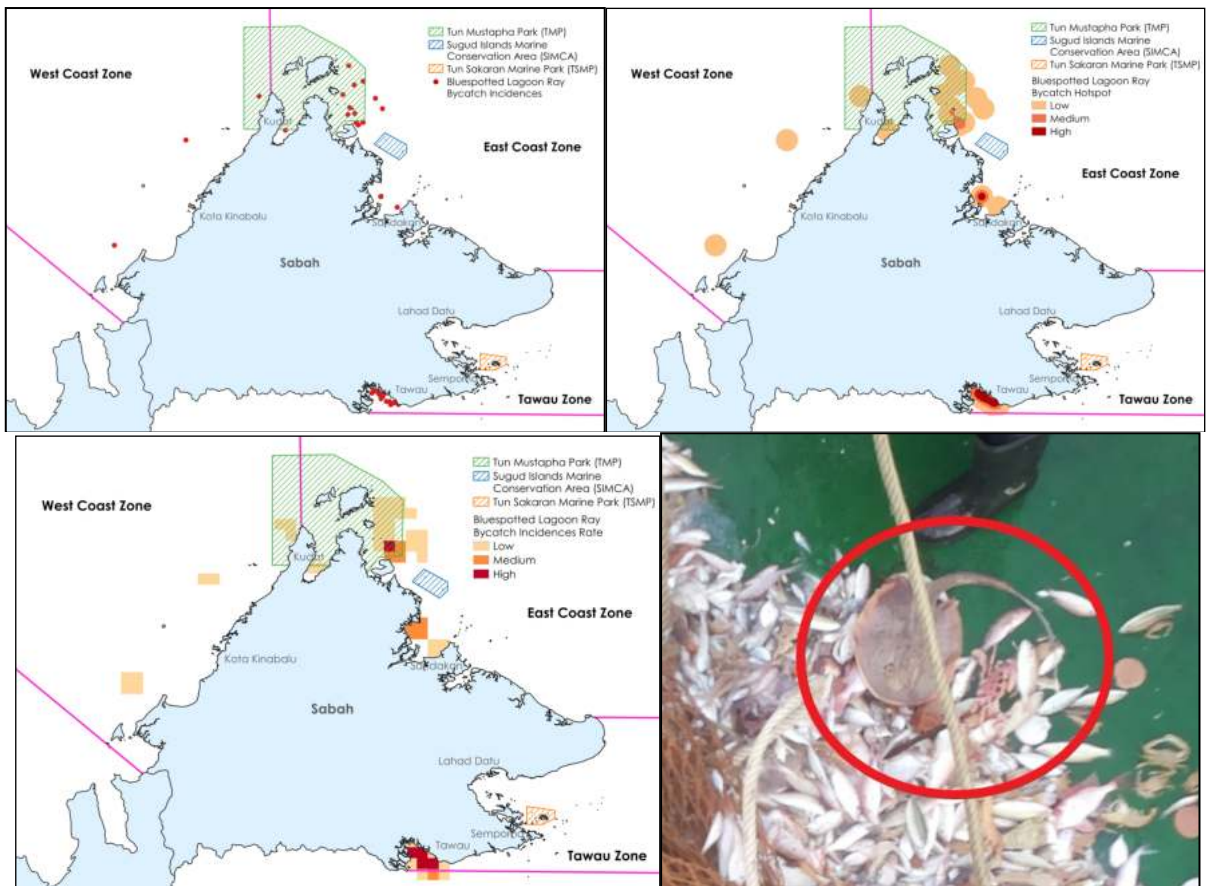 Tun Mustapha Park (TMP)
Sugud Islands Marine
Conservation Area (SIMCA)
Tun Sakaran Marine Park (TSMP)
Bluespotted Lagoon Ray
Bycatch Incidences
West Coast Zone
Kudat
East Coast Zone
Kota Kinabalu
Sandakan
Sabah
Lahad Datu
Semporna
Tawau
Tawau Zone
Tun Mustapha Park (TMP)
Sugud Islands Marine
Conservation Area (SIMCA)
Tun Sakaran Marine Park (TSMP)
Bluespotted Lagoon Ray
Bycatch Hotspot
Low
Medium
High
West Coast Zone
Kudat
East Coast Zone
Kota Kinabalu
Sandakan
Sabah
Lahad Datu
Semporna
Tawau
Tawau Zone
Tun Mustapha Park (TMP)
Sugud Islands Marine
Conservation Area (SIMCA)
Tun Sakaran Marine Park (TSMP)
Bluespotted Lagoon Ray
Bycatch Incidences Rate
Low
Medium
High
West Coast Zone
Kudat
East Coast Zone
Kota Kinabalu
Sandakan
Sabah
Lahad Datu
Semporna
Tawau
Tawau Zone